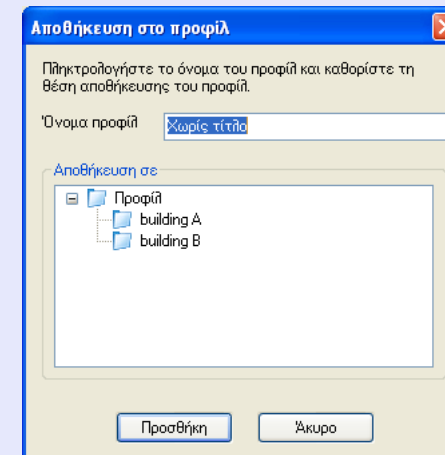 Αποθήκευση στο προφίλ
Πληκτρολογήστε το όνομα του προφίλ και καθορίστε τη
θέση αποθήκευσης του προφίλ.
Όνομα προφίλ
Χωρίς τίτλο
Αποθήκευση σε
Προφίλ
building A
building B
Προσθήκη
Άκυρο